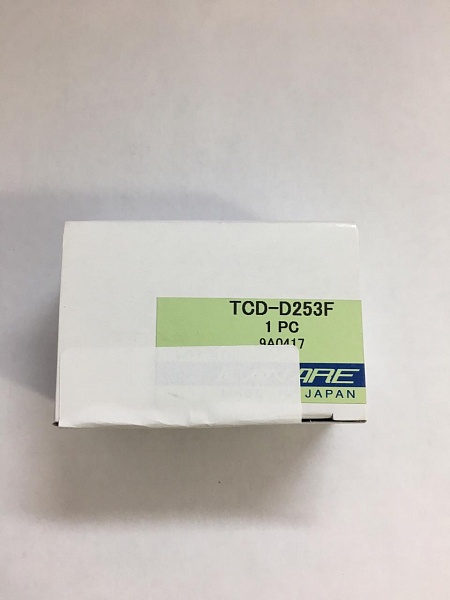 TCD-D253F
1 PC
9A0417
JAPAN